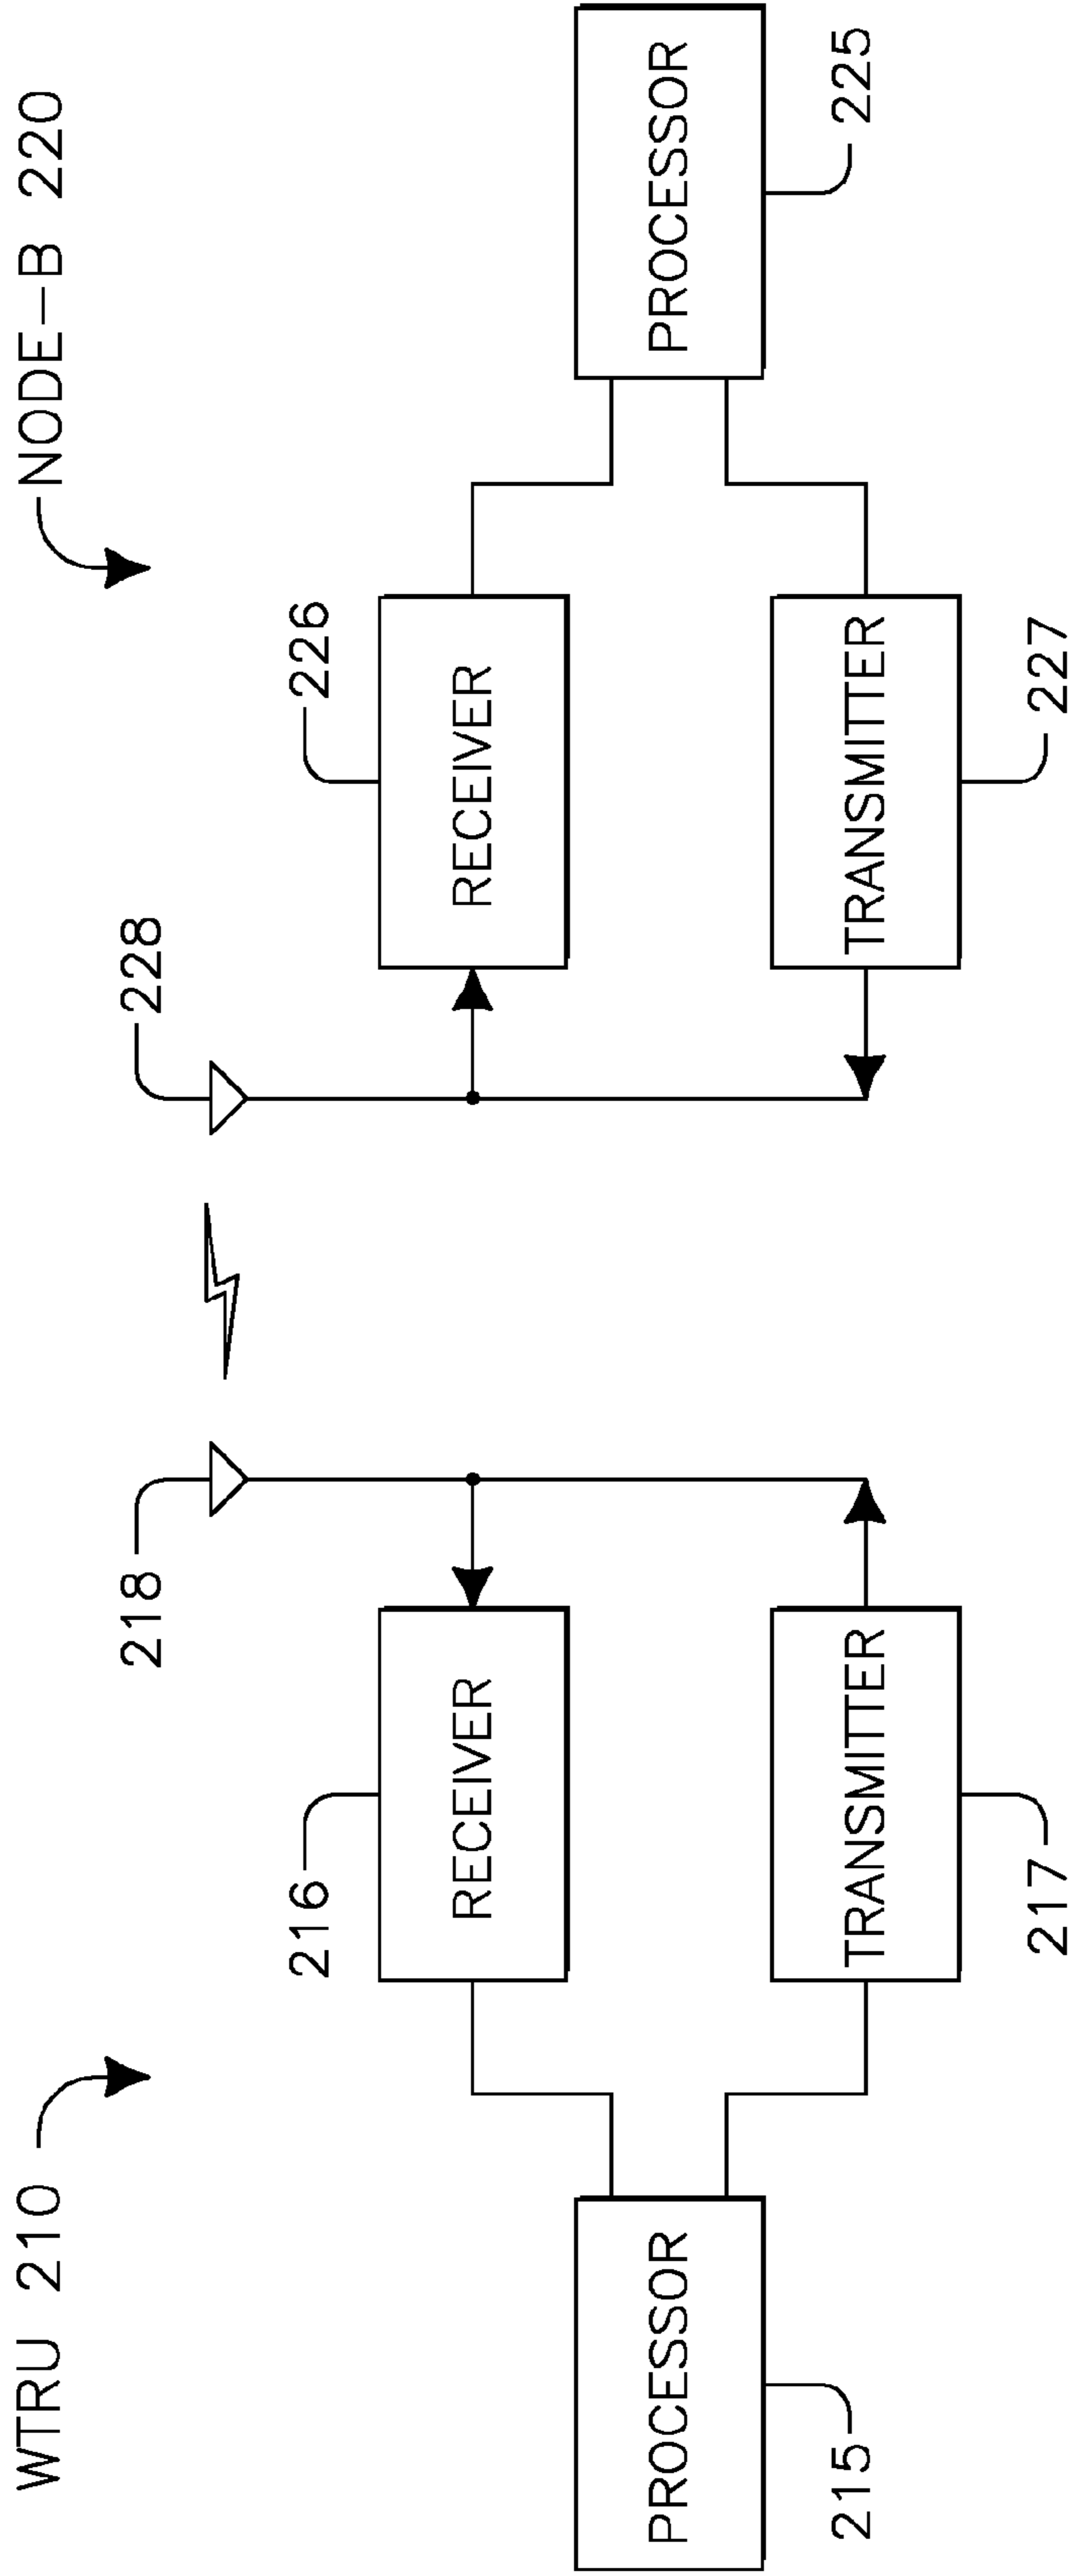 WTRU 210
NODE-B 220
218
228
216
226
RECEIVER
RECEIVER
PROCESSOR
PROCESSOR
215
225
TRANSMITTER
TRANSMITTER
217
227